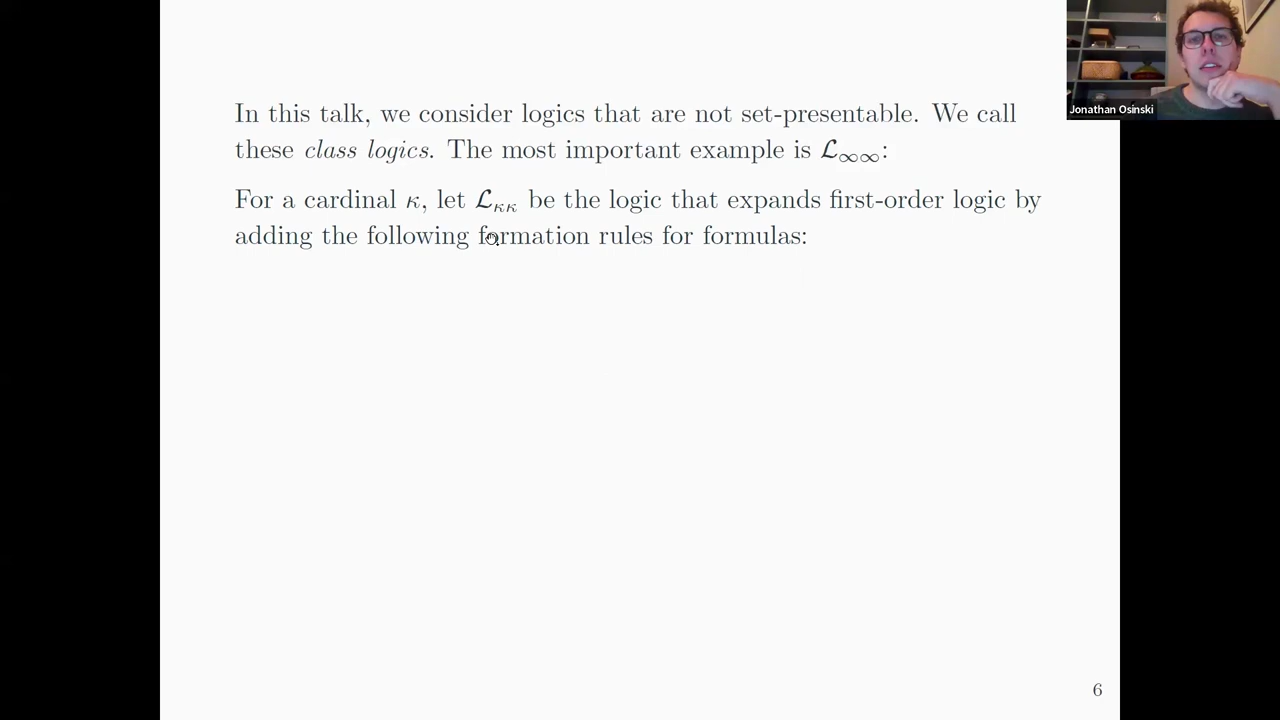 Jonathan Osinski
In this talk, we consider logics that are not set-presentable. We call
these class logics. The most important example is ℒ∞∞:
For a cardinal κ, let ℒκκ be the logic that expands first-order logic by
adding the following formation rules for formulas:
6